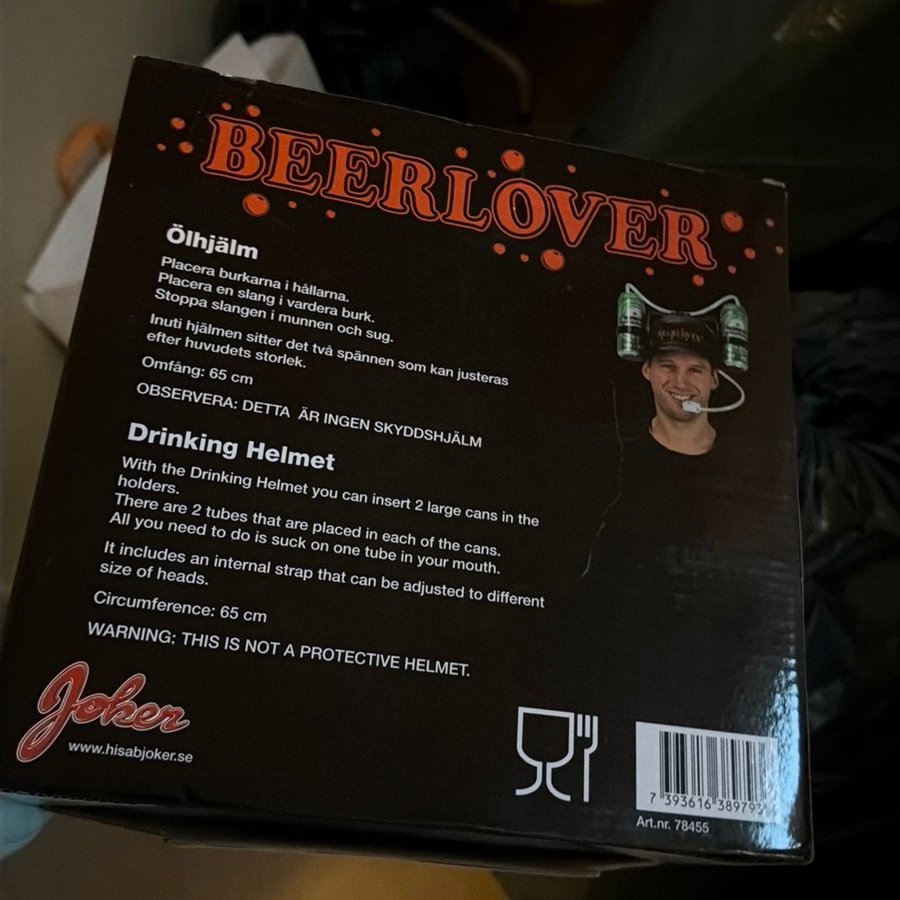 BEERLOVER
Ölhjälm
Placera burkarna i hållarna.
Placera en slang i vardera burk.
Stoppa slangen i munnen och sug.
Inuti hjälmen sitter det två spännen som kan justeras
efter huvudets storlek.
Omfång: 65 cm
OBSERVERA: DETTA ÄR INGEN SKYDDSHJÄLM
BEERLOVER
Drinking Helmet
With the Drinking Helmet you can insert 2 large cans in the
holders.
There are 2 tubes that are placed in each of the cans.
All you need to do is suck on one tube in your mouth.
It includes an internal strap that can be adjusted to different
size of heads.
Circumference: 65 cm
WARNING: THIS IS NOT A PROTECTIVE HELMET.
Joker
www.hisabjoker.se
7 393616 389793
Art.nr. 78455